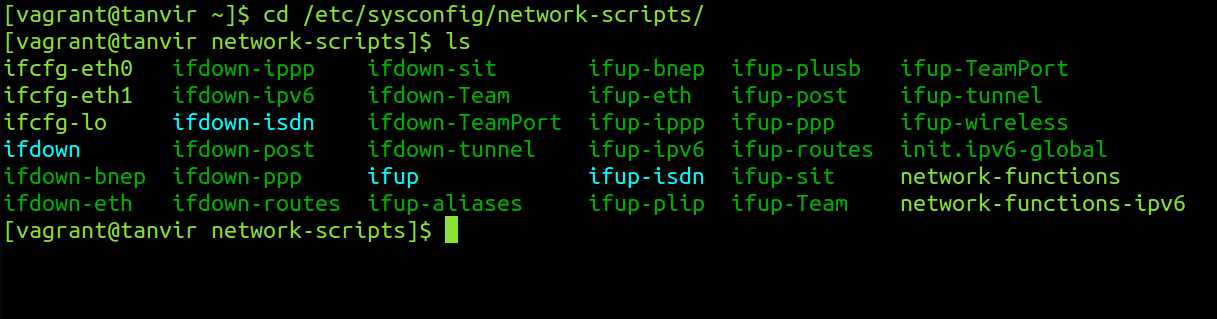 [vagrant@tanvir ~]$ cd /etc/sysconfig/network-scripts/
[vagrant@tanvir network-scripts]$ ls
ifcfg-eth0   ifdown-ippp    ifdown-sit       ifup-bnep  ifup-plusb   ifup-TeamPort
ifcfg-eth1   ifdown-ipv6    ifdown-Team      ifup-eth   ifup-post    ifup-tunnel
ifcfg-lo     ifdown-isdn    ifdown-TeamPort  ifup-ippp  ifup-ppp     ifup-wireless
ifdown       ifdown-post    ifdown-tunnel    ifup-ipv6  ifup-routes  init.ipv6-global
ifdown-bnep  ifdown-ppp     ifup             ifup-isdn  ifup-sit     network-functions
ifdown-eth   ifdown-routes  ifup-aliases     ifup-plip  ifup-Team    network-functions-ipv6
[vagrant@tanvir network-scripts]$